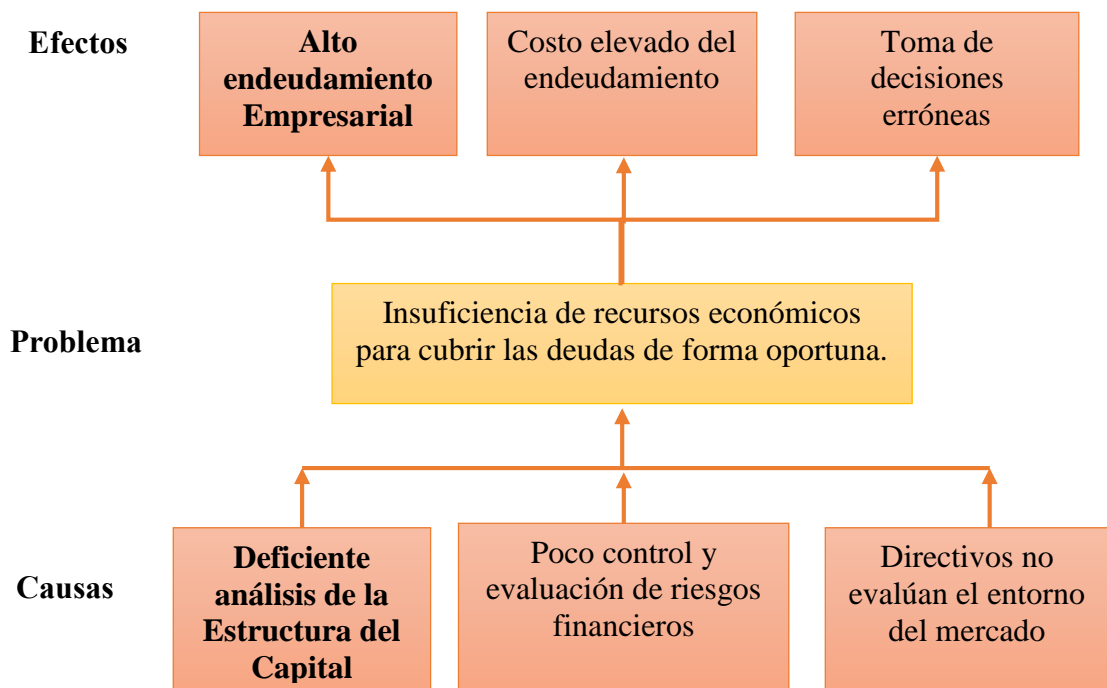 Efectos
Alto
endeudamiento
Empresarial
Costo elevado del
endeudamiento
Toma de
decisiones
erróneas
Problema
Insuficiencia de recursos económicos
para cubrir las deudas de forma oportuna.
Causas
Deficiente
análisis de la
Estructura del
Capital
Poco control y
evaluación de riesgos
financieros
Directivos no
evalúan el entorno
del mercado